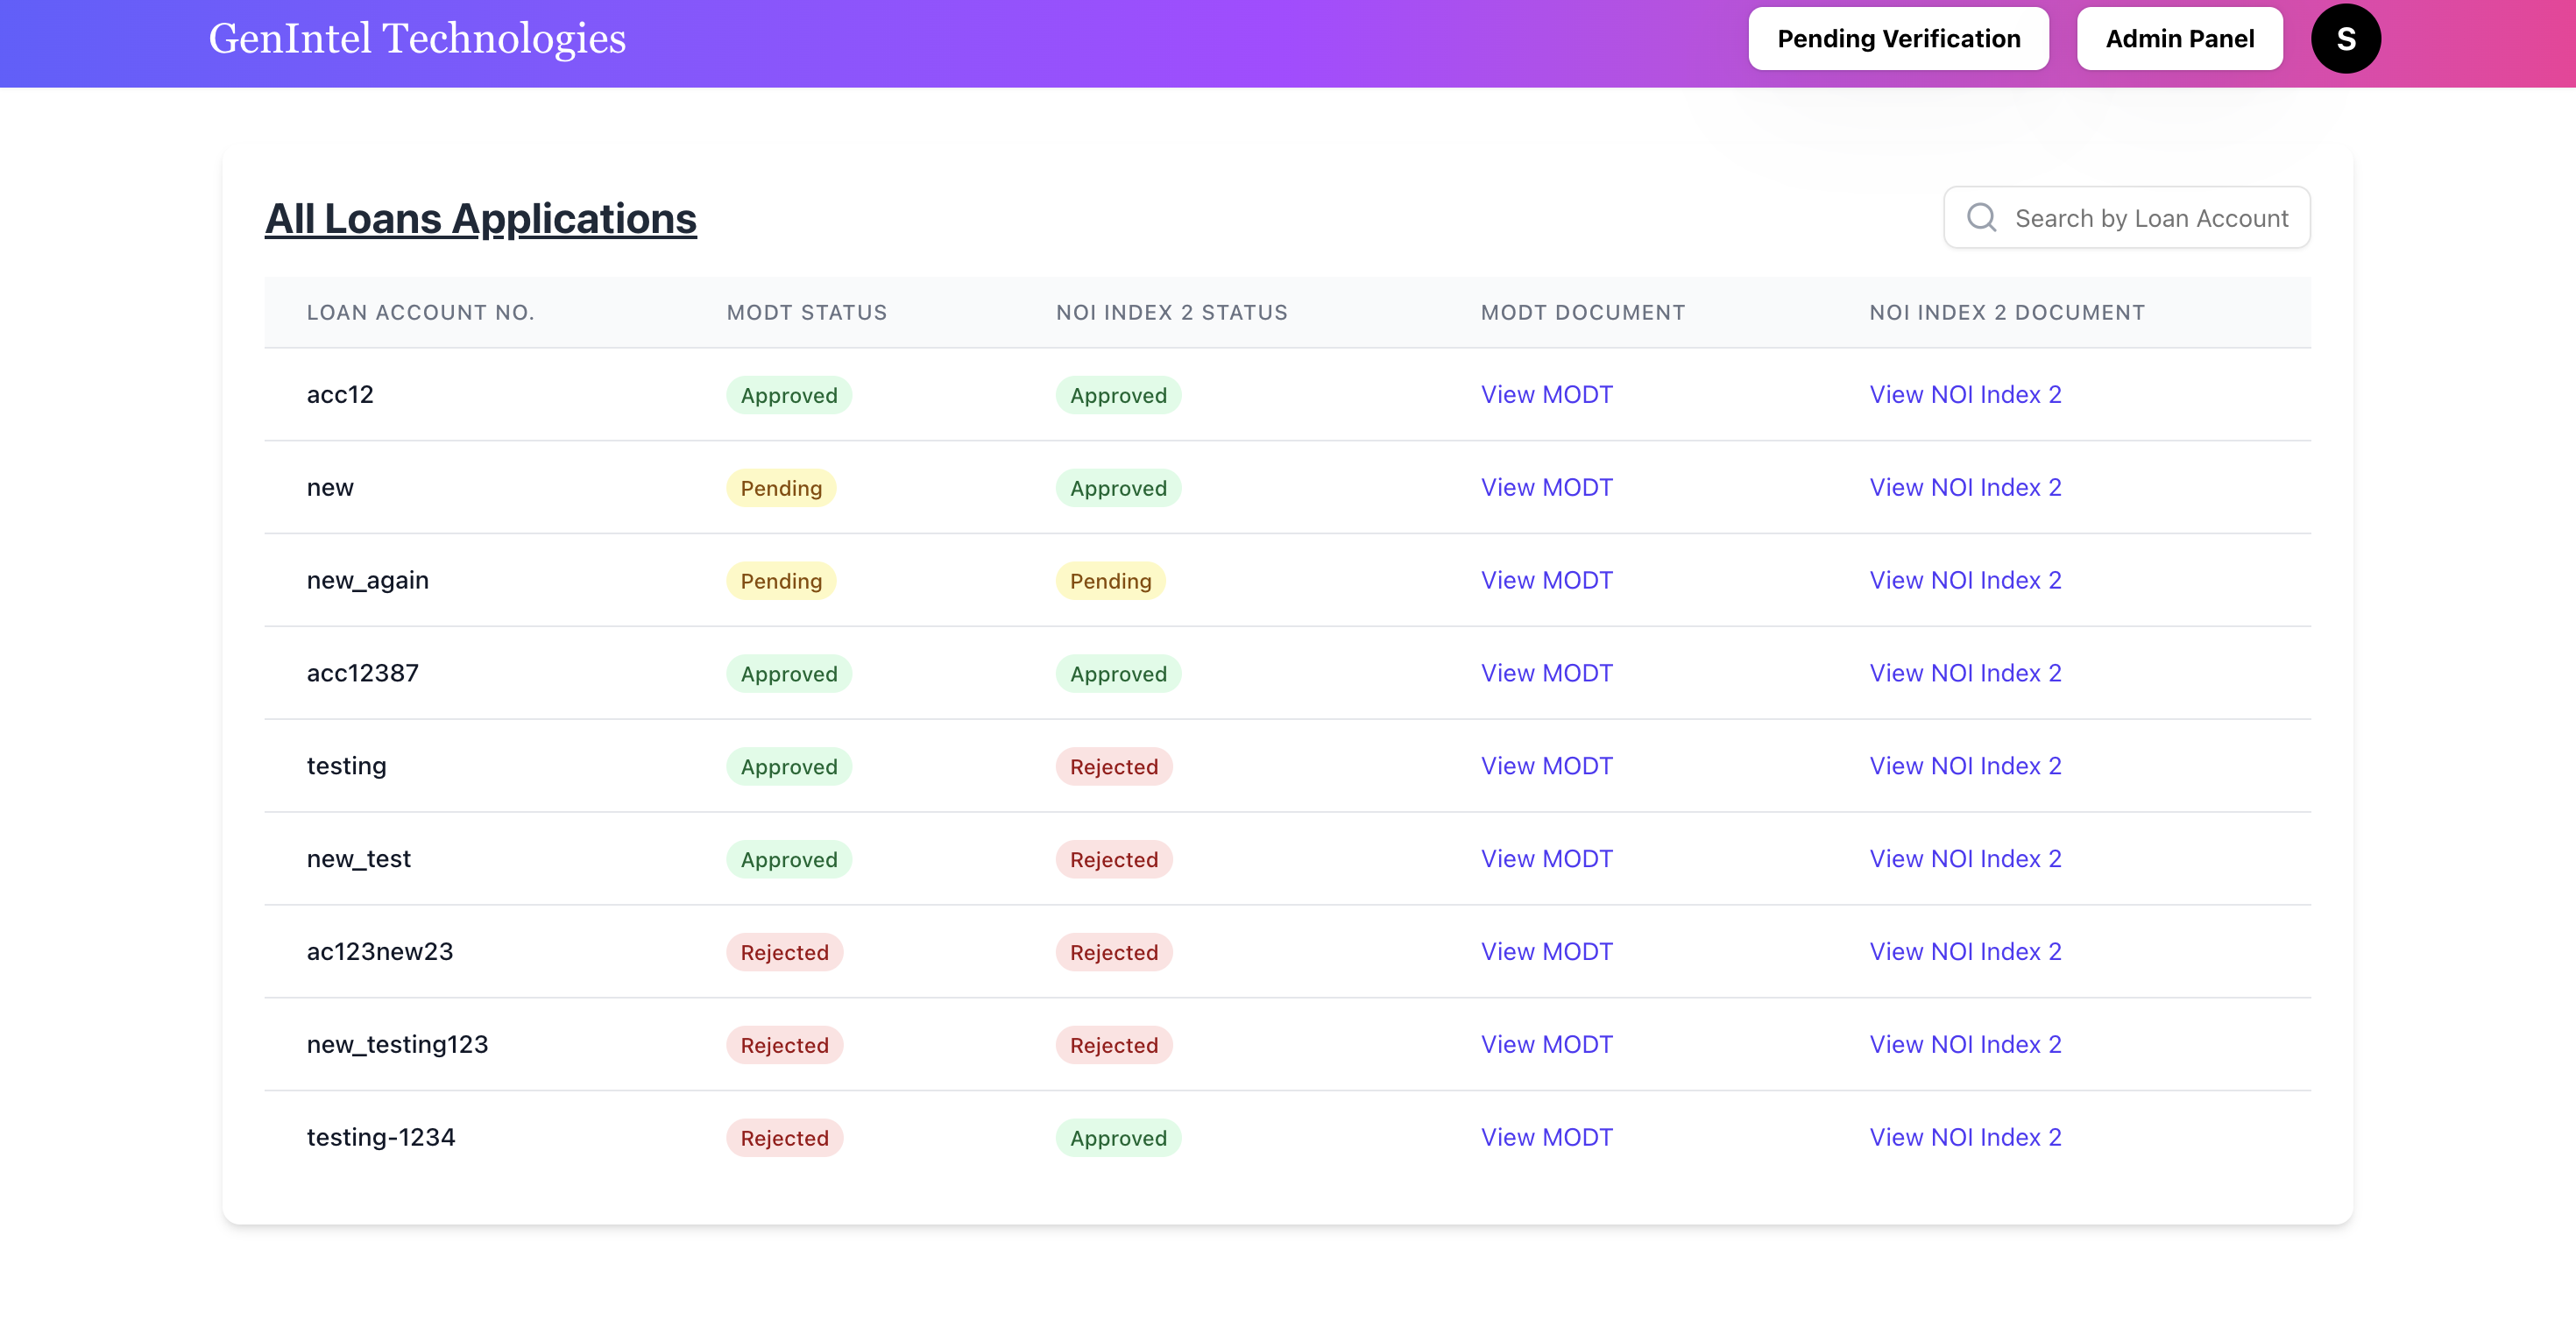 GenIntel Technologies
Pending Verification
Admin Panel
S
All Loans Applications
Search by Loan Account
LOAN ACCOUNT NO. MODT STATUS NOI INDEX 2 STATUS MODT DOCUMENT NOI INDEX 2 DOCUMENT
acc12 Approved Approved View MODT View NOI Index 2
new Pending Approved View MODT View NOI Index 2
new_again Pending Pending View MODT View NOI Index 2
acc12387 Approved Approved View MODT View NOI Index 2
testing Approved Rejected View MODT View NOI Index 2
new_test Approved Rejected View MODT View NOI Index 2
ac123new23 Rejected Rejected View MODT View NOI Index 2
new_testing123 Rejected Rejected View MODT View NOI Index 2
testing-1234 Rejected Approved View MODT View NOI Index 2